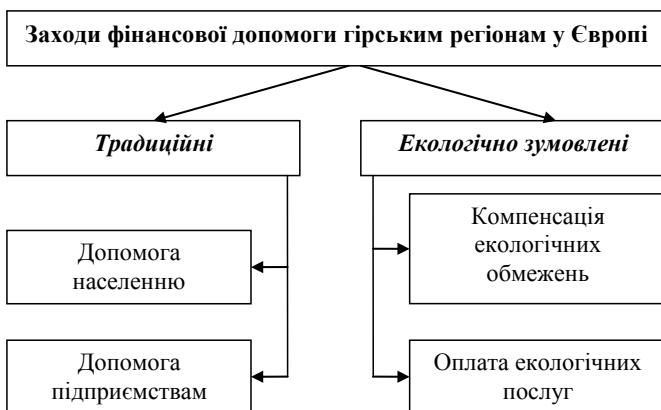 Заходи фінансової допомоги гірським регіонам у Європі
Традиційні
Екологічно зумовлені
Допомога
населенню
Компенсація
екологічних
обмежень
Допомога
підприємствам
Оплата екологічних
послуг